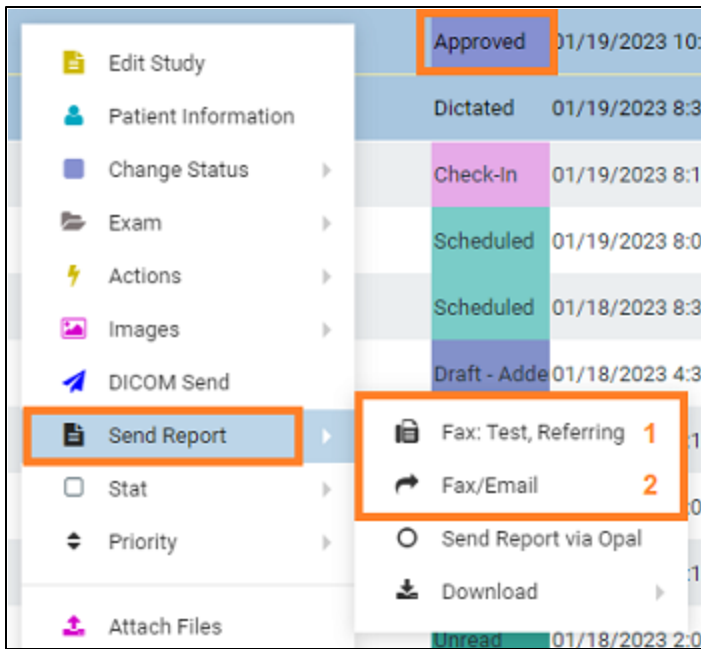 Approved 01/19/2023 10:
Edit Study
Patient Information
Dictated 01/19/2023 8:3
Change Status
Check-In 01/19/2023 8:1
Exam
Scheduled 01/19/2023 8:0
Actions
Scheduled 01/18/2023 8:3
Images
DICOM Send
Draft - Adde 01/18/2023 4:3
Send Report
Fax: Test, Referring 1
:1
Stat
Fax/Email 2
:0
Priority
Send Report via Opal
:1
Download
Attach Files
Unread 01/18/2023 2:0